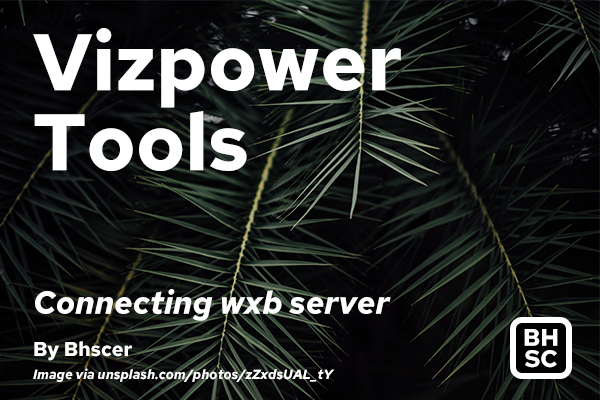 Vizpower
Tools
Connecting wxb server
By Bhscer
Image via unsplash.com/photos/zZxdsUAL_tY
BH
SC